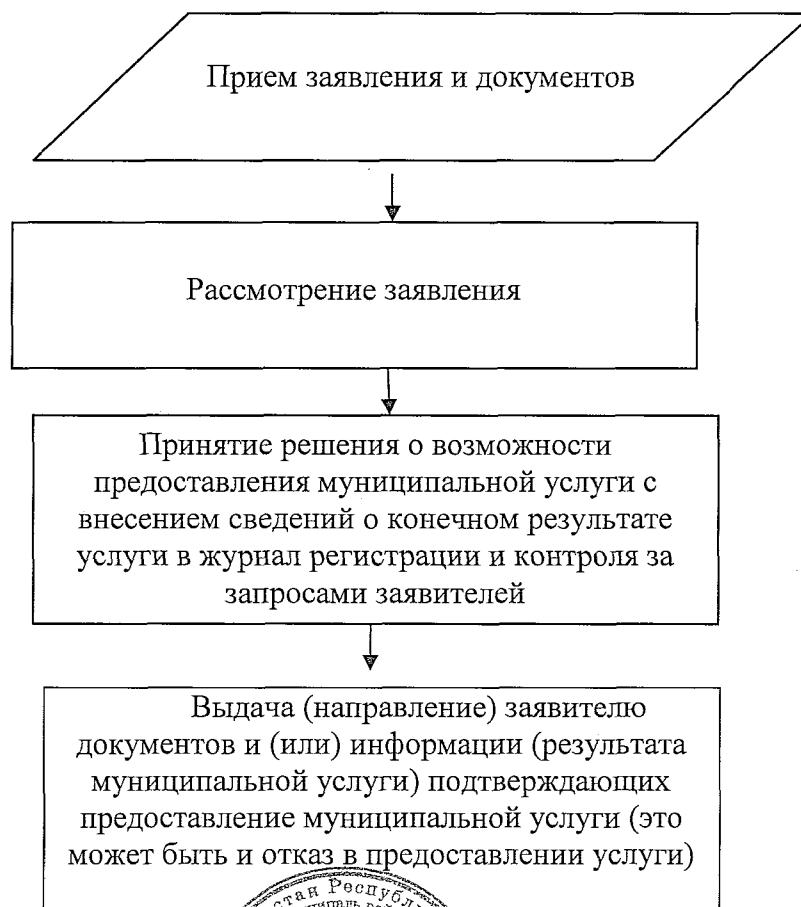 Прием заявления и документов
Рассмотрение заявления
Принятие решения о возможности
предоставления муниципальной услуги с
внесением сведений о конечном результате
услуги в журнал регистрации и контроля за
запросами заявителей
Выдача (направление) заявителю
документов и (или) информации (результата
муниципальной услуги) подтверждающих
предоставление муниципальной услуги (это
может быть и отказ в предоставлении услуги)